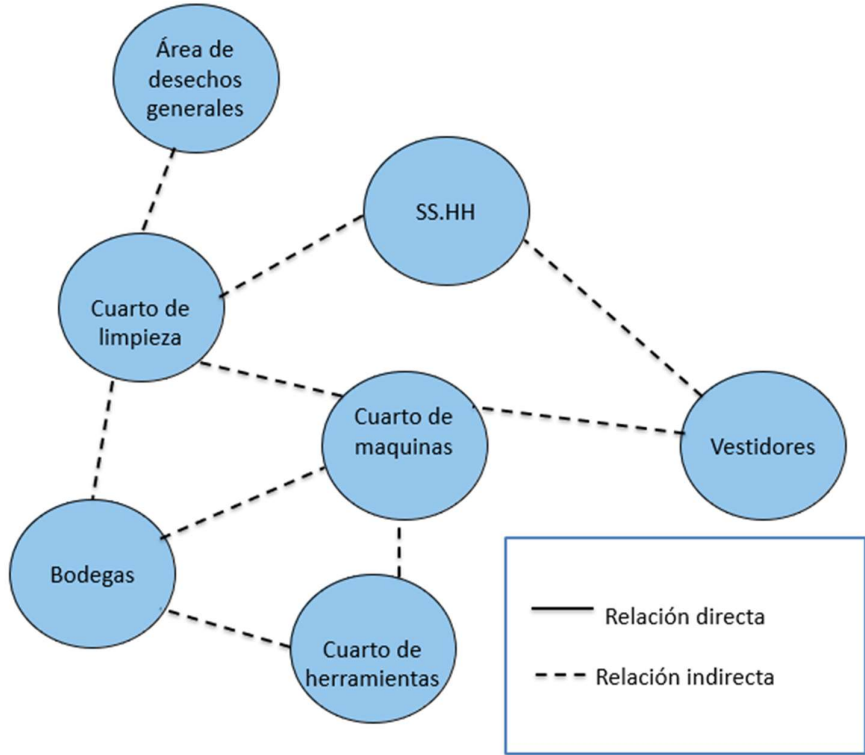 Área de
desechos
generales
SS.HH
Cuarto de
limpieza
Cuarto de
maquinas
Vestidores
Bodegas
Cuarto de
herramientas
Relación directa
Relación indirecta